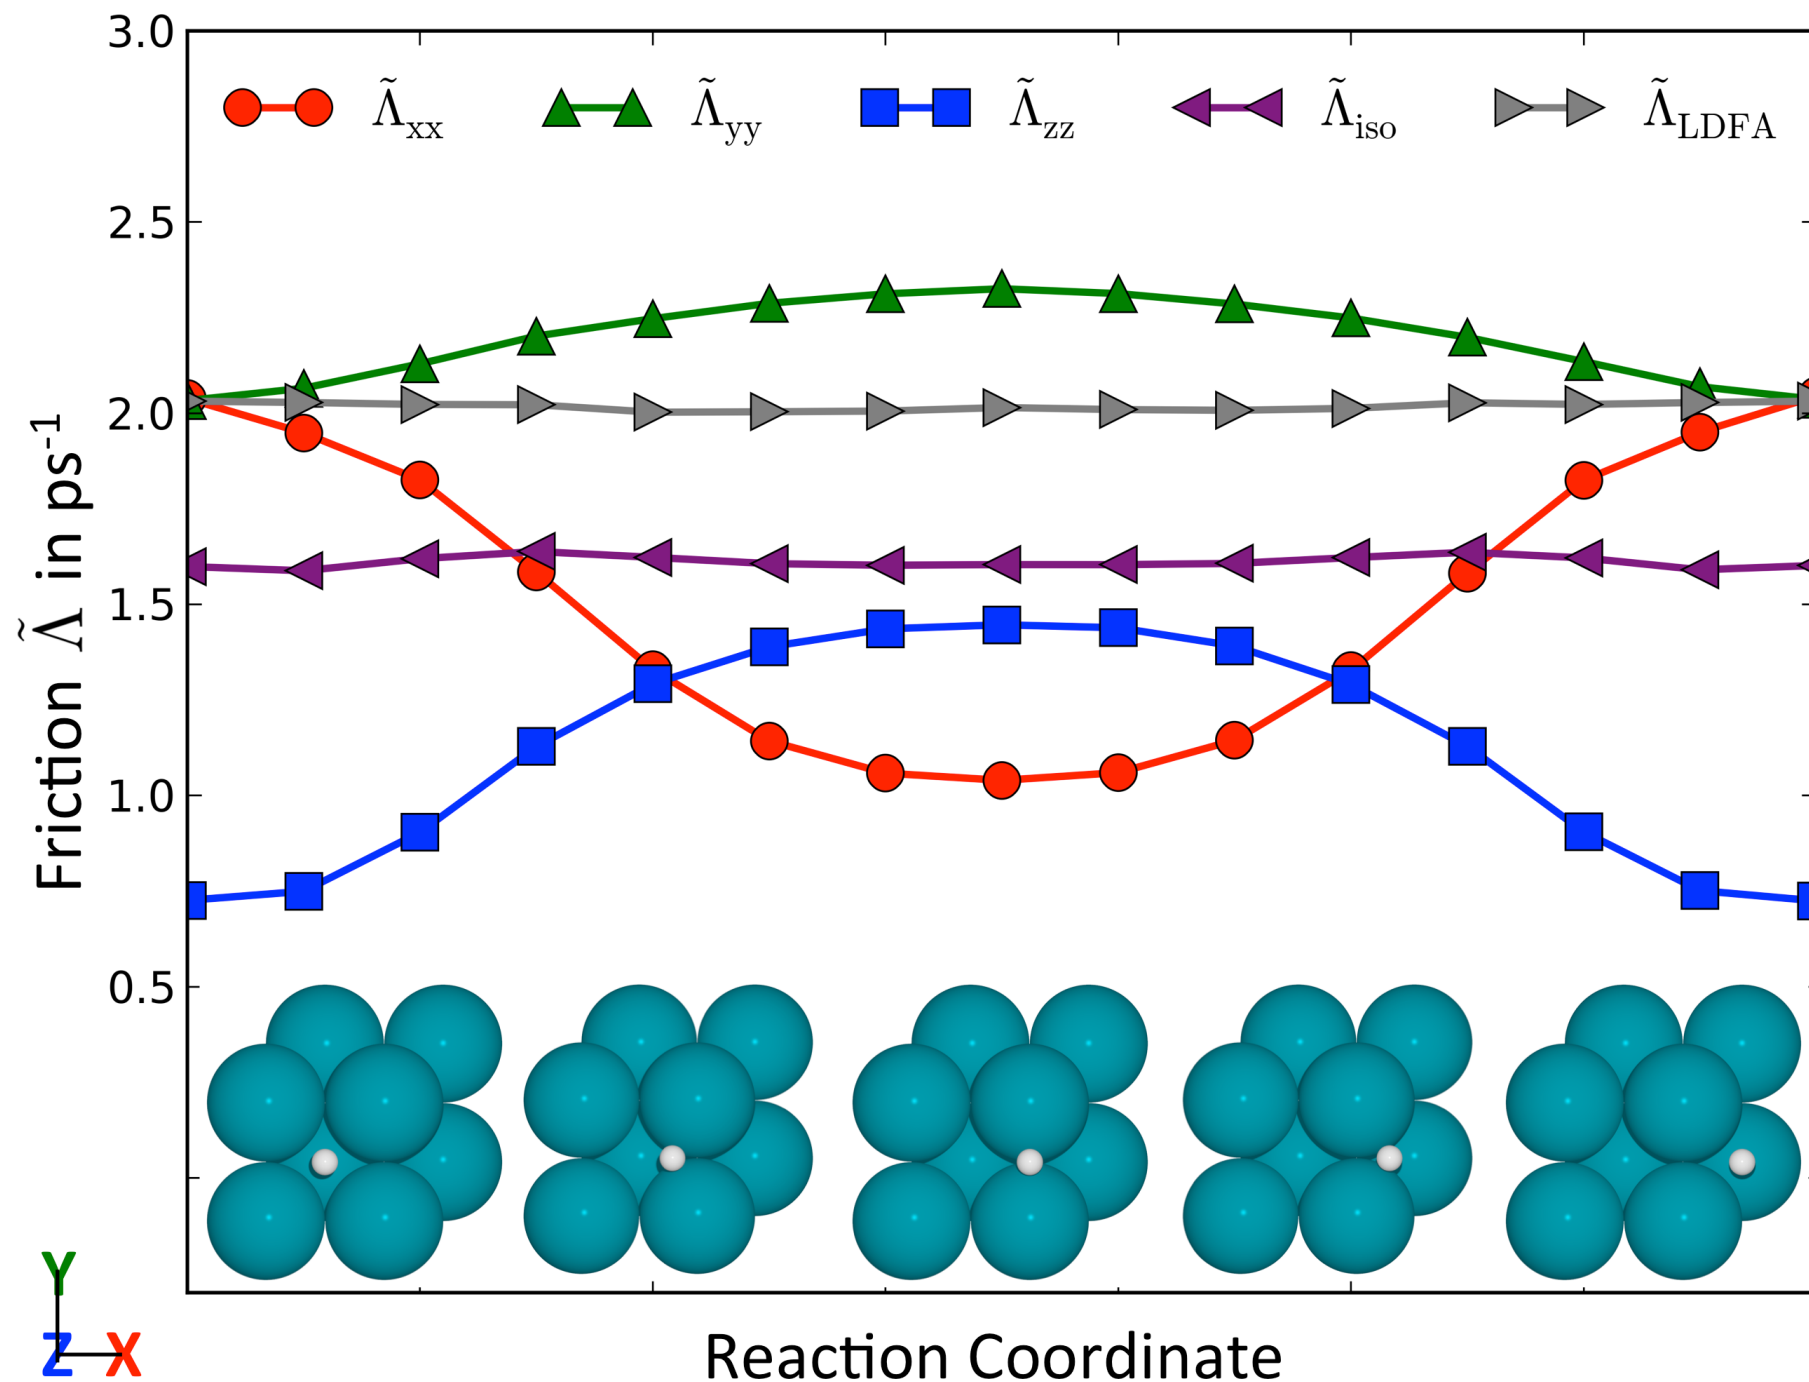 3.0
Λ̃xx Λ̃yy Λ̃zz Λ̃iso Λ̃LDFA
2.5
2.0
1.5
1.0
0.5
Friction Λ̃ in ps-1
Y
Z X
Reaction Coordinate